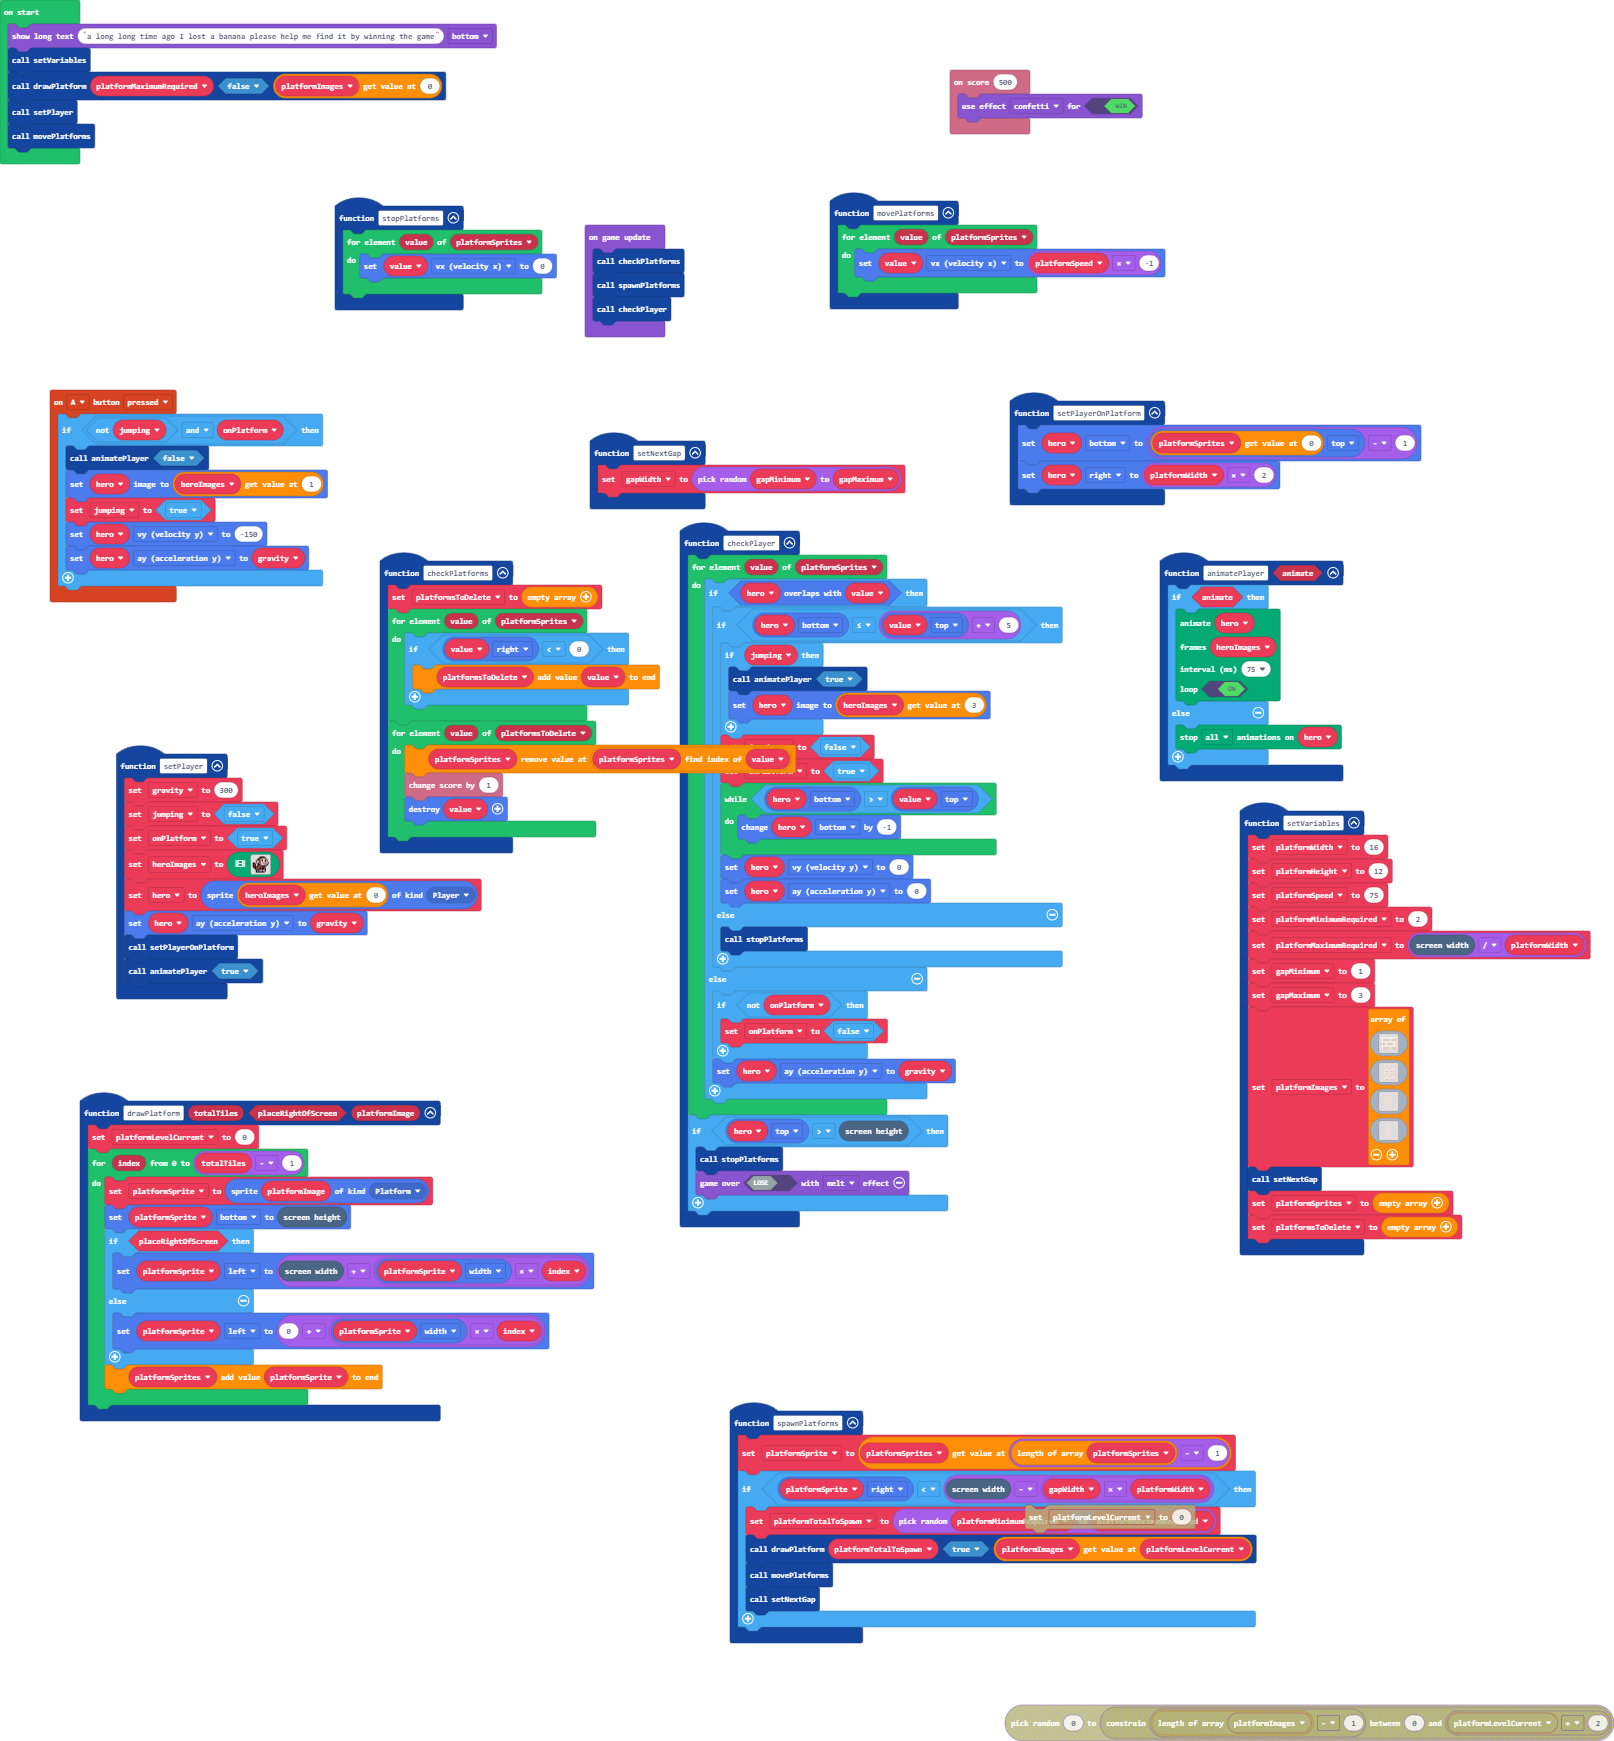 on start
show long text "a long long time ago I lost a banana please help me find it by winning the game" bottom
call setVariables
call drawPlatform platformMaximumRequired false platformImages get value at 0
call setPlayer
call movePlatforms
on score 500
use effect confetti for WIN
function stopPlatforms
for element value of platformSprites
do
set value vx (velocity x) to 0
on game update
call checkPlatforms
call spawnPlatforms
call checkPlayer
function movePlatforms
for element value of platformSprites
do
set value vx (velocity x) to platformSpeed × -1
on A button pressed
if not jumping and onPlatform then
call animatePlayer false
set hero image to heroImages get value at 1
set jumping to true
set hero vy (velocity y) to -150
set hero ay (acceleration y) to gravity
function setNextGap
set gapWidth to pick random gapMinimum to gapMaximum
function setPlayerOnPlatform
set hero bottom to platformSprites get value at 0 top - 1
set hero right to platformWidth × 2
function checkPlatforms
set platformsToDelete to empty array
for element value of platformSprites
do
if value right < 0 then
platformsToDelete add value value to end
for element value of platformsToDelete
do
platformSprites remove value at platformSprites find index of value
change score by 1
destroy value
function checkPlayer
for element value of platformSprites
do
if hero overlaps with value then
if hero bottom ≤ value top + 5 then
if jumping then
call animatePlayer true
set hero image to heroImages get value at 3
to false
to true
while hero bottom > value top
do
change hero bottom by -1
set hero vy (velocity y) to 0
set hero ay (acceleration y) to 0
else
call stopPlatforms
else
if not onPlatform then
set onPlatform to false
set hero ay (acceleration y) to gravity
if hero top > screen height then
call stopPlatforms
game over LOSE with melt effect
function animatePlayer animate
if animate then
animate hero
frames heroImages
interval (ms) 75
loop ON
else
stop all animations on hero
function setPlayer
set gravity to 300
set jumping to false
set onPlatform to true
set heroImages to
set hero to sprite heroImages get value at 0 of kind Player
set hero ay (acceleration y) to gravity
call setPlayerOnPlatform
call animatePlayer true
function setVariables
set platformWidth to 16
set platformHeight to 12
set platformSpeed to 75
set platformMinimumRequired to 2
set platformMaximumRequired to screen width / platformWidth
set gapMinimum to 1
set gapMaximum to 3
array of
set platformImages to
call setNextGap
set platformSprites to empty array
set platformsToDelete to empty array
function drawPlatform totalTiles placeRightOfScreen platformImage
set platformLevelCurrent to 0
for index from 0 to totalTiles - 1
do
set platformSprite to sprite platformImage of kind Platform
set platformSprite bottom to screen height
if placeRightOfScreen then
set platformSprite left to screen width + platformSprite width × index
else
set platformSprite left to 0 + platformSprite width × index
platformSprites add value platformSprite to end
function spawnPlatforms
set platformSprite to platformSprites get value at length of array platformSprites - 1
if platformSprite right < screen width - gapWidth × platformWidth then
set platformTotalToSpawn to pick random
set platformLevelCurrent to 0
call drawPlatform platformTotalToSpawn true platformImages get value at platformLevelCurrent
call movePlatforms
call setNextGap
pick random 0 to constrain length of array platformImages - 1 between 0 and platformLevelCurrent + 2